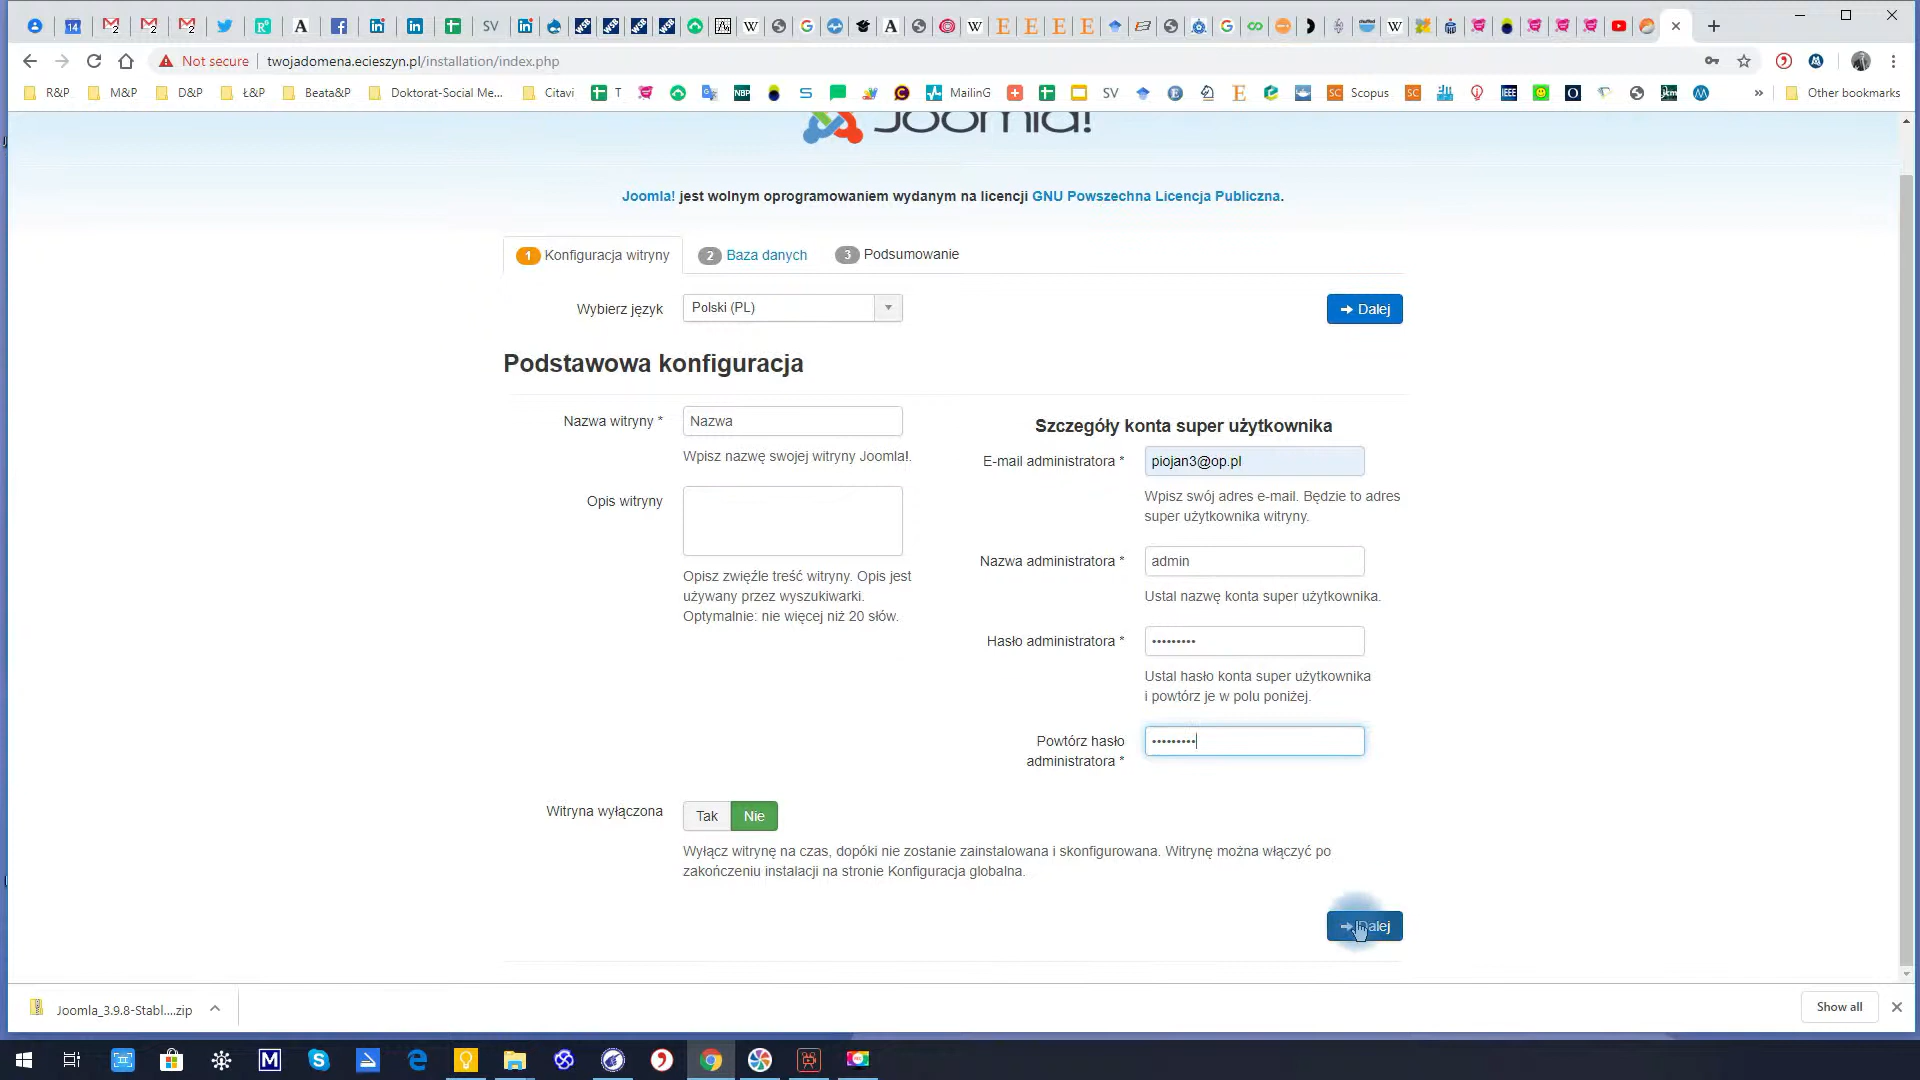 Not secure
twojadomena.ecieszyn.pl/installation/index.php
R&P
M&P
D&P
Ł&P
Beata&P
Doktorat-Social Me...
Citavi
T
MailinG
SV
Scopus
Other bookmarks
Joomla!
Joomla! jest wolnym oprogramowaniem wydanym na licencji GNU Powszechna Licencja Publiczna.
1 Konfiguracja witryny
2 Baza danych
3 Podsumowanie
Wybierz język
Polski (PL)
Dalej
Podstawowa konfiguracja
Nazwa witryny *
Nazwa
Wpisz nazwę swojej witryny Joomla!.
Opis witryny
Opisz zwięźle treść witryny. Opis jest
używany przez wyszukiwarki.
Optymalnie: nie więcej niż 20 słów.
Szczegóły konta super użytkownika
E-mail administratora *
piojan3@op.pl
Wpisz swój adres e-mail. Będzie to adres
super użytkownika witryny.
Nazwa administratora *
admin
Ustal nazwę konta super użytkownika.
Hasło administratora *
•••••••••
Ustal hasło konta super użytkownika
i powtórz je w polu poniżej.
Powtórz hasło
administratora *
•••••••••
Witryna wyłączona
Tak
Nie
Wyłącz witrynę na czas, dopóki nie zostanie zainstalowana i skonfigurowana. Witrynę można włączyć po
zakończeniu instalacji na stronie Konfiguracja globalna.
Dalej
Joomla_3.9.8-Stabl....zip
Show all